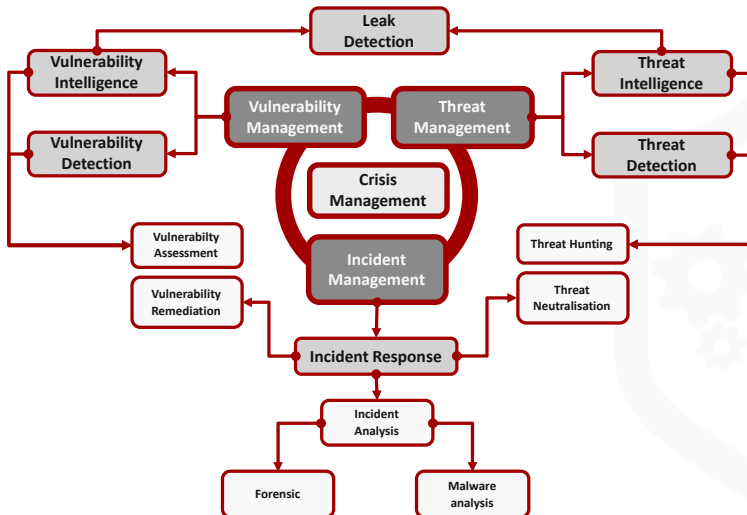 Leak
Detection
Vulnerability
Intelligence
Threat
Intelligence
Vulnerability
Management
Threat
Management
Vulnerability
Detection
Threat
Detection
Crisis
Management
Vulnerabilty
Assessment
Threat Hunting
Incident
Management
Vulnerability
Remediation
Threat
Neutralisation
Incident Response
Incident
Analysis
Forensic
Malware
analysis